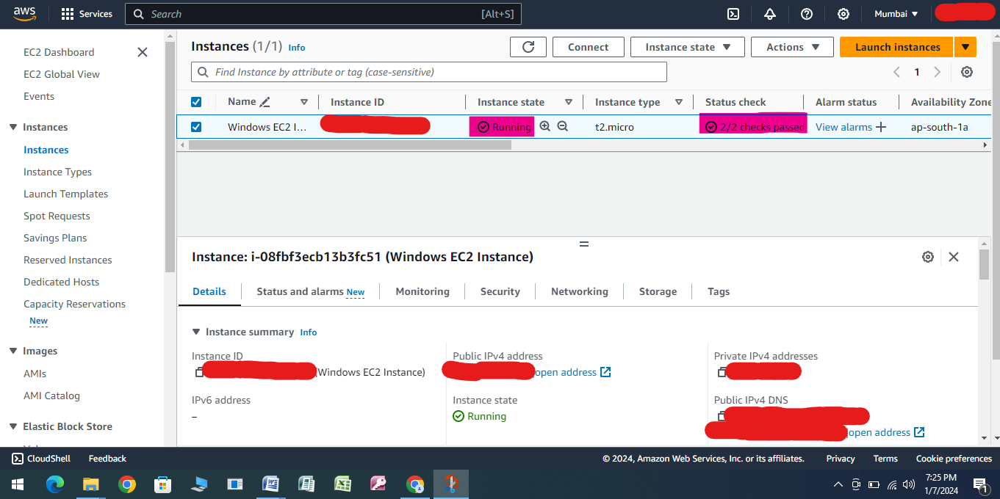 aws Services Search [Alt+S] Mumbai
EC2 Dashboard
EC2 Global View
Events
Instances
Instances
Instance Types
Launch Templates
Spot Requests
Savings Plans
Reserved Instances
Dedicated Hosts
Capacity Reservations
New
Images
AMIs
AMI Catalog
Elastic Block Store
Instances (1/1) Info Connect Instance state Actions Launch instances
Find Instance by attribute or tag (case-sensitive) 1
Name Instance ID Instance state Instance type Status check Alarm status Availability Zone
Windows EC2 I... Running t2.micro 2/2 checks passed View alarms + ap-south-1a
Instance: i-08fbf3ecb13b3fc51 (Windows EC2 Instance)
Details Status and alarms New Monitoring Security Networking Storage Tags
Instance summary Info
Instance ID Public IPv4 address Private IPv4 addresses
(Windows EC2 Instance) open address
IPv6 address Instance state Public IPv4 DNS
– Running
open address
CloudShell Feedback © 2024, Amazon Web Services, Inc. or its affiliates. Privacy Terms Cookie preferences
7:25 PM
1/7/2024 1